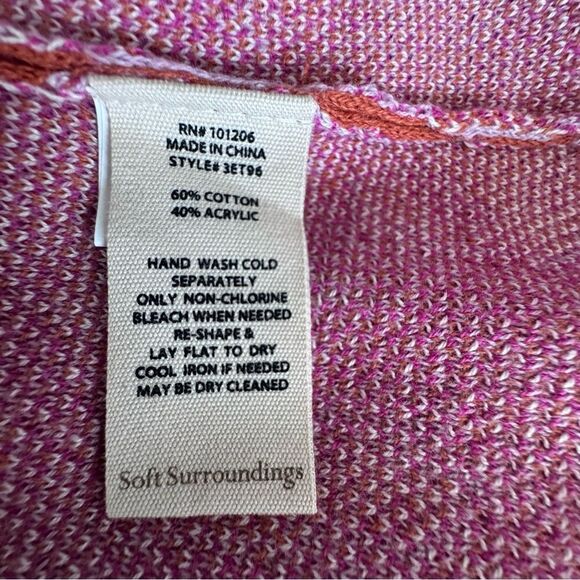 RN# 101206
MADE IN CHINA
STYLE# 3ET96
60% COTTON
40% ACRYLIC
HAND WASH COLD
SEPARATELY
ONLY NON-CHLORINE
BLEACH WHEN NEEDED
RE-SHAPE &
LAY FLAT TO DRY
COOL IRON IF NEEDED
MAY BE DRY CLEANED
Soft Surroundings